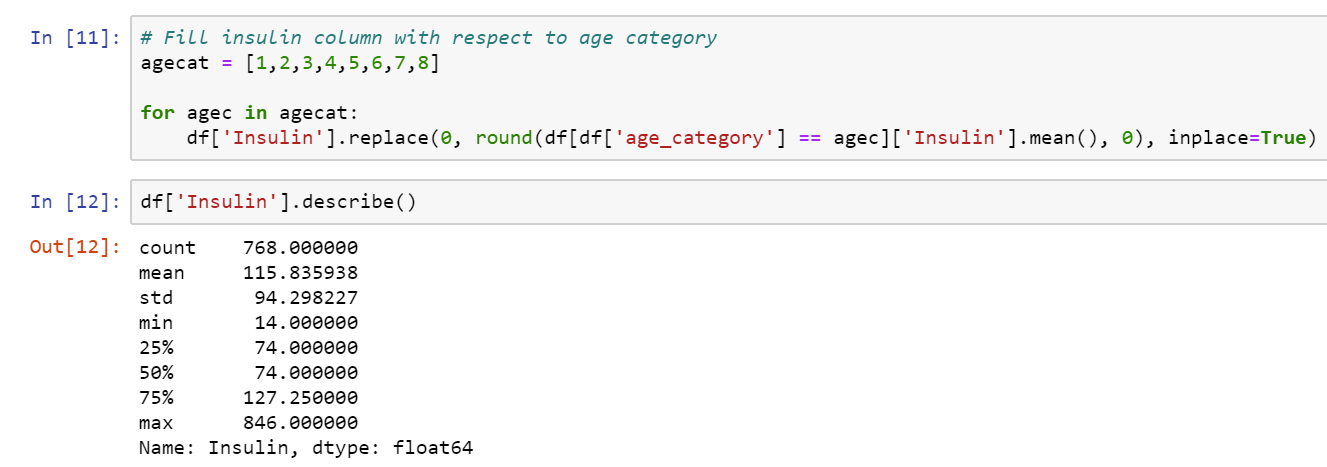 In [11]: # Fill insulin column with respect to age category
agecat = [1,2,3,4,5,6,7,8]
for agec in agecat:
df['Insulin'].replace(0, round(df[df['age_category'] == agec]['Insulin'].mean(), 0), inplace=True)
In [12]: df['Insulin'].describe()
Out[12]: count 768.000000
mean 115.835938
std 94.298227
min 14.000000
25% 74.000000
50% 74.000000
75% 127.250000
max 846.000000
Name: Insulin, dtype: float64